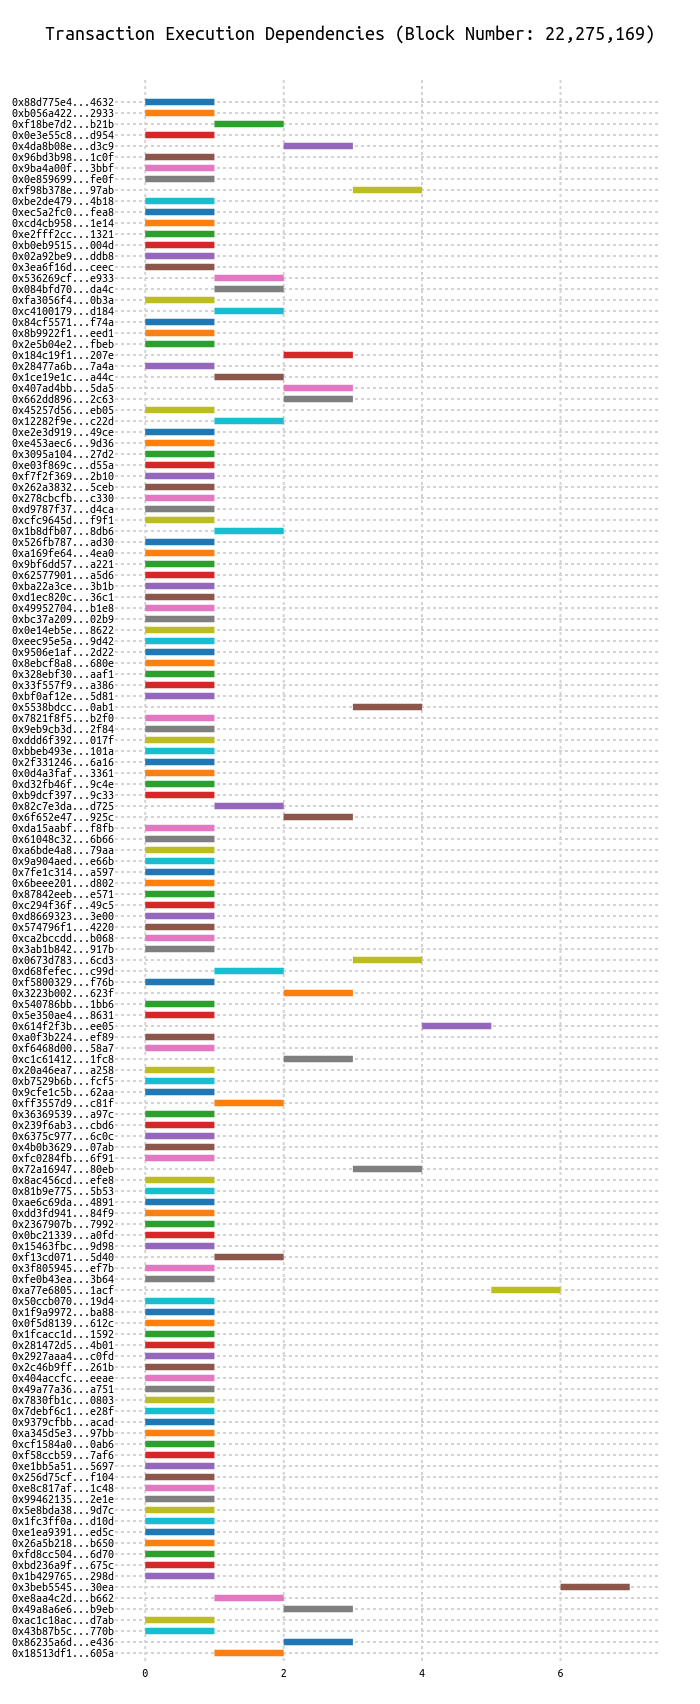 Transaction Execution Dependencies (Block Number: 22,275,169)
0x88d775e4...4632
0xb056a422...2933
0xf18be7d2...b21b
0x0e3e55c8...d954
0x4da8b08e...d3c9
0x96bd3b98...1c0f
0x9ba4a00f...3bbf
0x0e859699...fe0f
0xf98b378e...97ab
0xbe2de479...4b18
0xec5a2fc0...fea8
0xcd4cb958...1e14
0xe2fff2cc...1321
0xb0eb9515...004d
0x02a92be9...ddb8
0x3ea6f16d...ceec
0x536269cf...e933
0x084bfd70...da4c
0xfa3056f4...0b3a
0xc4100179...d184
0x84cf5571...f74a
0x8b9922f1...eed1
0x2e5b04e2...fbeb
0x184c19f1...207e
0x28477a6b...7a4a
0x1ce19e1c...a44c
0x407ad4bb...5da5
0x662dd896...2c63
0x45257d56...eb05
0x12282f9e...c22d
0xe2e3d919...49ce
0xe453aec6...9d36
0x3095a104...27d2
0xe03f869c...d55a
0xf7f2f369...2b10
0x262a3832...5ceb
0x278cbcfb...c330
0xd9787f37...d4ca
0xcfc9645d...f9f1
0x1b8dfb07...8db6
0x526fb787...ad30
0xa169fe64...4ea0
0x9bf6dd57...a221
0x62577901...a5d6
0xba22a3ce...3b1b
0xd1ec820c...36c1
0x49952704...b1e8
0xbc37a209...02b9
0x0e14eb5e...8622
0xeec95e5a...9d42
0x9506e1af...2d22
0x8ebcf8a8...680e
0x328ebf30...aaf1
0x33f557f9...a386
0xbf0af12e...5d81
0x5538bdcc...0ab1
0x7821f8f5...b2f0
0x9eb9cb3d...2f84
0xddd6f392...017f
0xbbeb493e...101a
0x2f331246...6a16
0x0d4a3faf...3361
0xd32fb46f...9c4e
0xb9dcf397...9c33
0x82c7e3da...d725
0x6f652e47...925c
0xda15aabf...f8fb
0x61048c32...6b66
0xa6bde4a8...79aa
0x9a904aed...e66b
0x7fe1c314...a597
0x6beee201...d802
0x87842eeb...e571
0xc294f36f...49c5
0xd8669323...3e00
0x574796f1...4220
0xca2bccdd...b068
0x3ab1b842...917b
0x0673d783...6cd3
0xd68fefec...c99d
0xf5800329...f76b
0x3223b002...623f
0x540786bb...1bb6
0x5e350ae4...8631
0x614f2f3b...ee05
0xa0f3b224...ef89
0xf6468d00...58a7
0xc1c61412...1fc8
0x20a46ea7...a258
0xb7529b6b...fcf5
0x9cfe1c5b...62aa
0xff3557d9...c81f
0x36369539...a97c
0x239f6ab3...cbd6
0x6375c977...6c0c
0x4b0b3629...07ab
0xfc0284fb...6f91
0x72a16947...80eb
0x8ac456cd...efe8
0x81b9e775...5b53
0xae6c69da...4891
0xdd3fd941...84f9
0x2367907b...7992
0x0bc21339...a0fd
0x15463fbc...9d98
0xf13cd071...5d40
0x3f805945...ef7b
0xfe0b43ea...3b64
0xa77e6805...1acf
0x50ccb070...19d4
0x1f9a9972...ba88
0x0f5d8139...612c
0x1fcacc1d...1592
0x281472d5...4b01
0x2927aaa4...c0fd
0x2c46b9ff...261b
0x404accfc...eeae
0x49a77a36...a751
0x7830fb1c...0803
0x7debf6c1...e28f
0x9379cfbb...acad
0xa345d5e3...97bb
0xcf1584a0...0ab6
0xf58ccb59...7af6
0xe1bb5a51...5697
0x256d75cf...f104
0xe8c817af...1c48
0x99462135...2e1e
0x5e8bda38...9d7c
0x1fc3ff0a...d10d
0xe1ea9391...ed5c
0x26a5b218...b650
0xfd8cc504...6d70
0xbd236a9f...675c
0x1b429765...298d
0x3beb5545...30ea
0xe8aa4c2d...b662
0x49a8a6e6...b9eb
0xac1c18ac...d7ab
0x43b87b5c...770b
0x86235a6d...e436
0x18513df1...605a
0 2 4 6